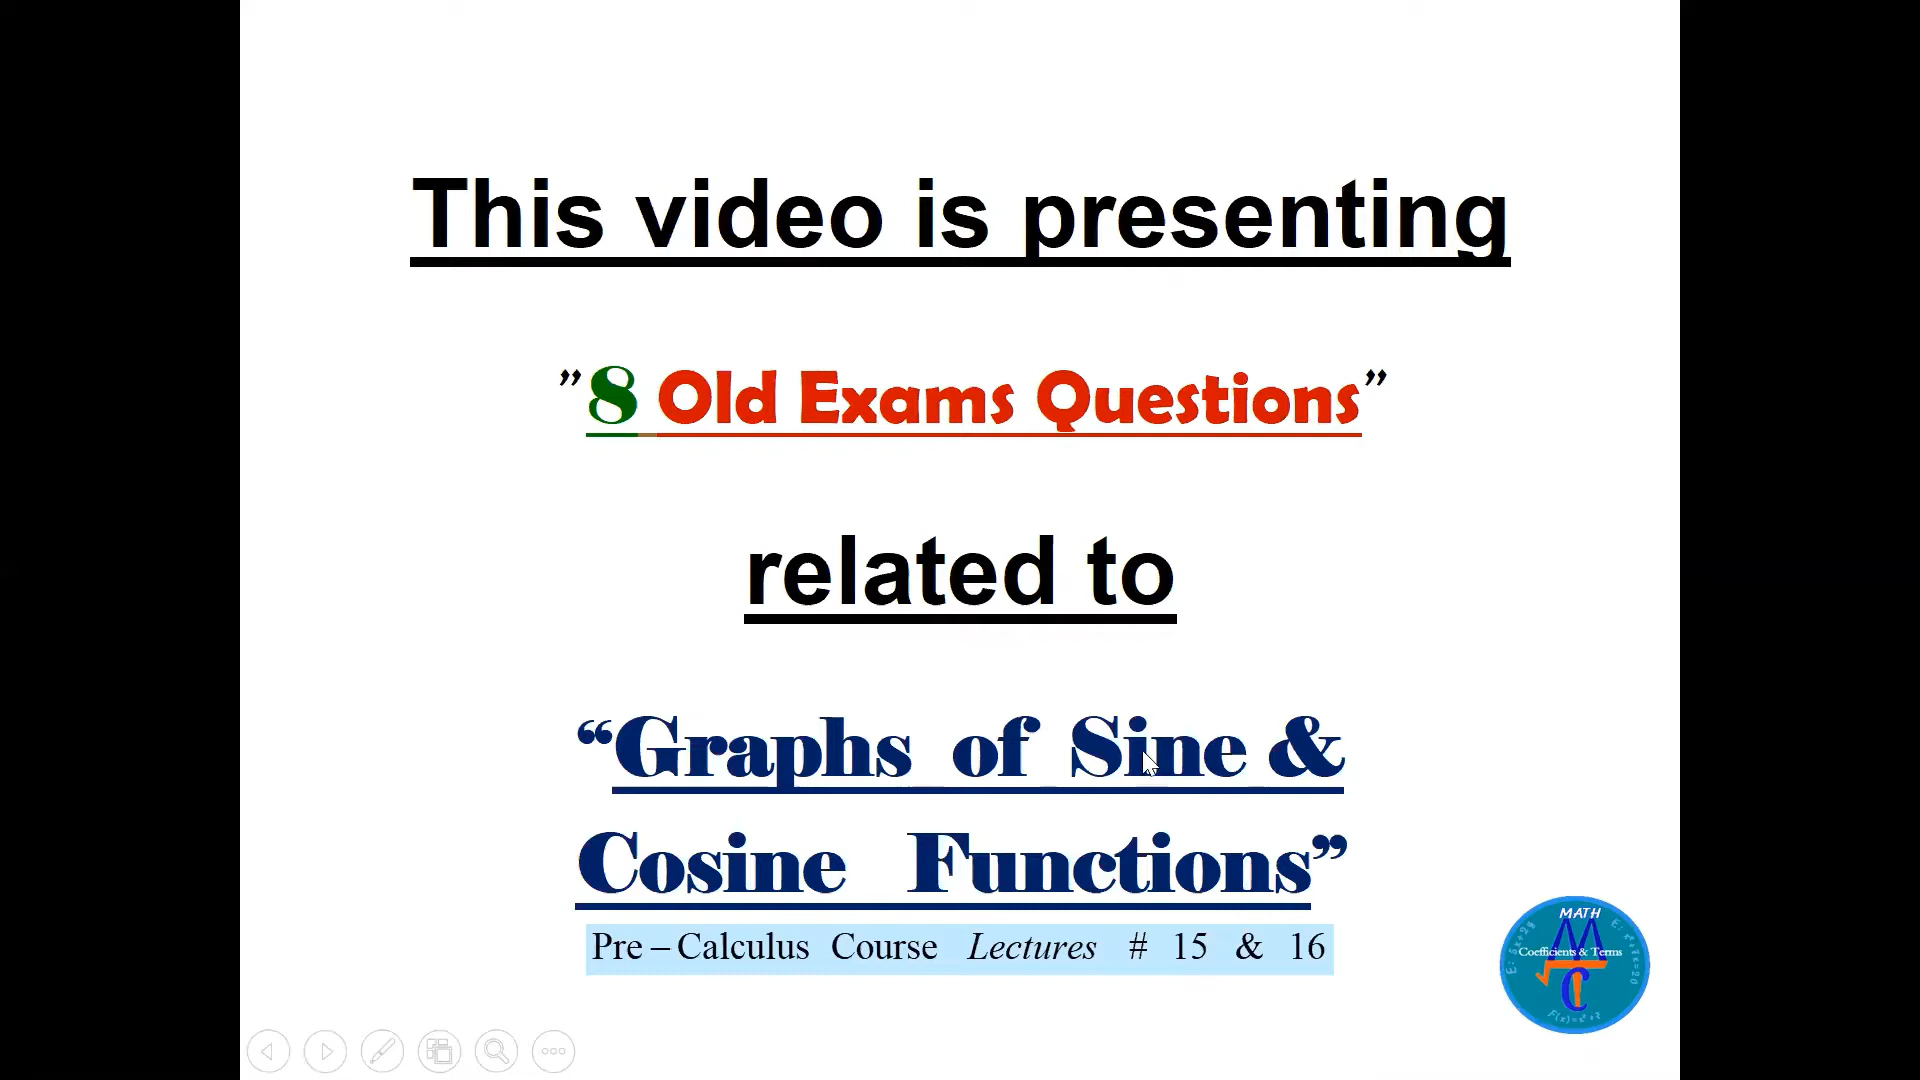 This video is presenting
”8 Old Exams Questions”
related to
“Graphs of Sine &
Cosine Functions”
Pre – Calculus Course Lectures # 15 & 16
MATH
Coefficients & Terms